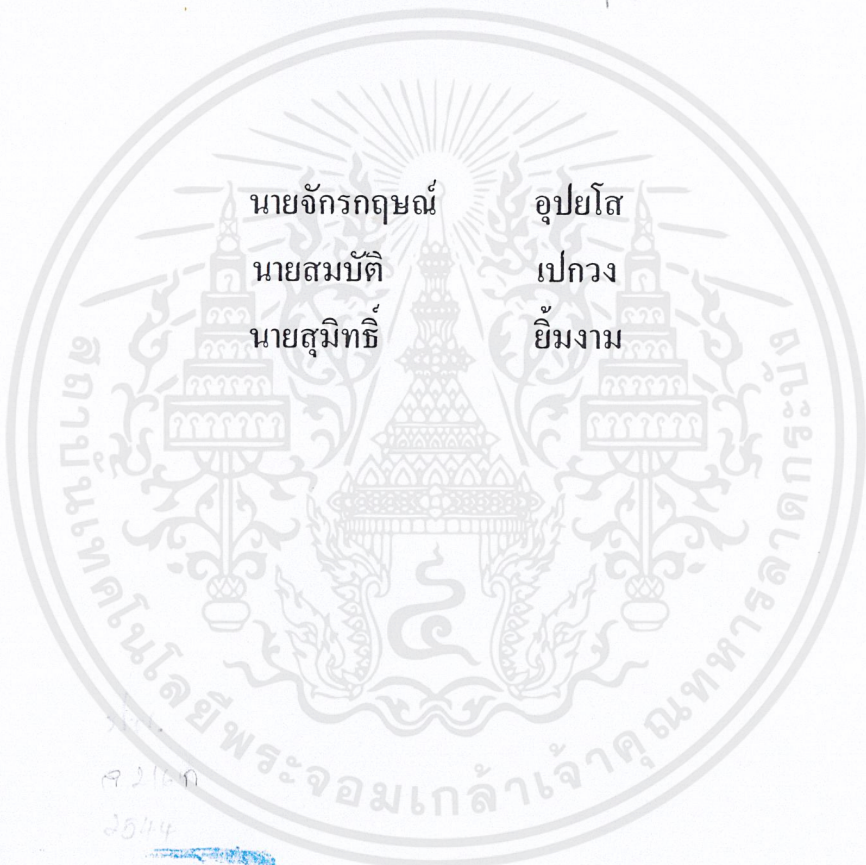 นายจักรกฤษณ์ อุปยโส
นายสมบัติ เปกวง
นายสุมิทธิ์ ยิ้มงาม
สถาบันเทคโนโลยีพระจอมเกล้าเจ้าคุณทหารลาดกระบัง
๔
2544